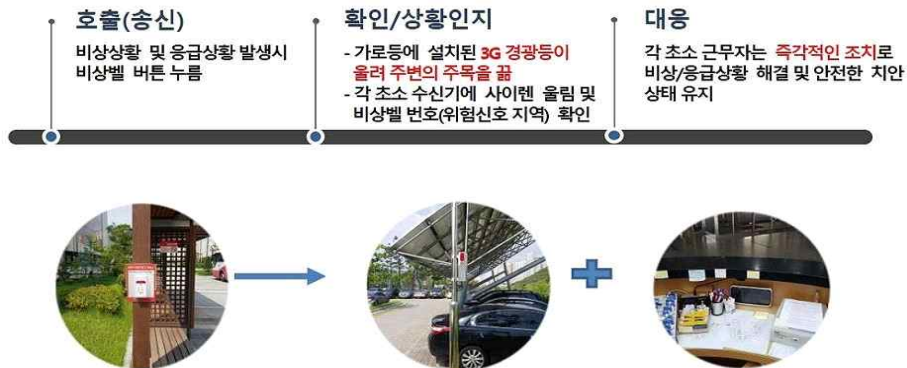 호출(송신)
비상상황 및 응급상황 발생시
비상벨 버튼 누름
확인/상황인지
- 가로등에 설치된 3G 경광등이
울려 주변의 주목을 끎
- 각 초소 수신기에 사이렌 울림 및
비상벨 번호(위험신호 지역) 확인
대응
각 초소 근무자는 즉각적인 조치로
비상/응급상황 해결 및 안전한 치안
상태 유지